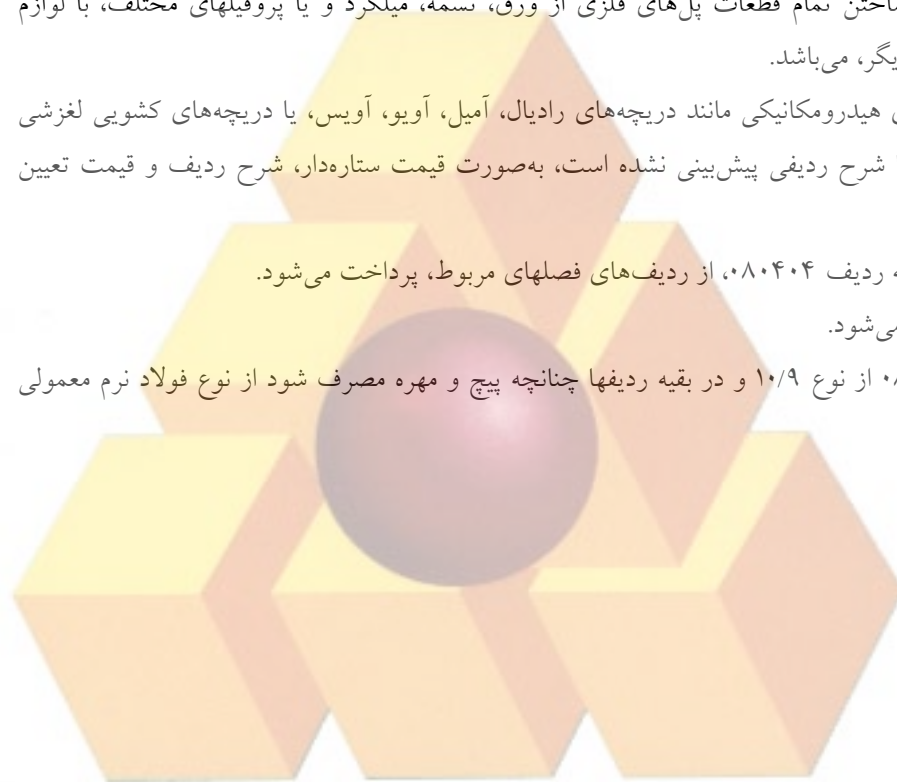 ساختن تمام قطعات پل‌های فلزی از ورق، تسمه، میلگرد و یا پروفیلهای مختلف، با لوازم
دیگر، می‌باشد.
هیدرومکانیکی مانند دریچه‌های رادیال، آمیل، آویو، آویس، یا دریچه‌های کشویی لغزشی
شرح ردیفی پیش‌بینی نشده است، به‌صورت قیمت ستاره‌دار، شرح ردیف و قیمت تعیین
ردیف ۰۸۰۴۰۴، از ردیف‌های فصلهای مربوط، پرداخت می‌شود.
می‌شود.
از نوع ۱۰/۹ و در بقیه ردیفها چنانچه پیچ و مهره مصرف شود از نوع فولاد نرم معمولی